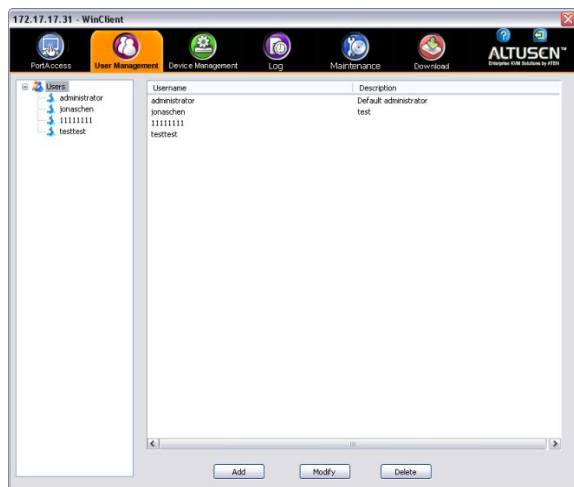 172.17.17.31 - WinClient
PortAccess
User Management
Device Management
Log
Maintenance
Download
ALTUSEN™
Enterprise KVM Solutions by ATEN
Users
administrator
jonaschen
11111111
testtest
Username Description
administrator Default administrator
jonaschen test
11111111
testtest
Add Modify Delete